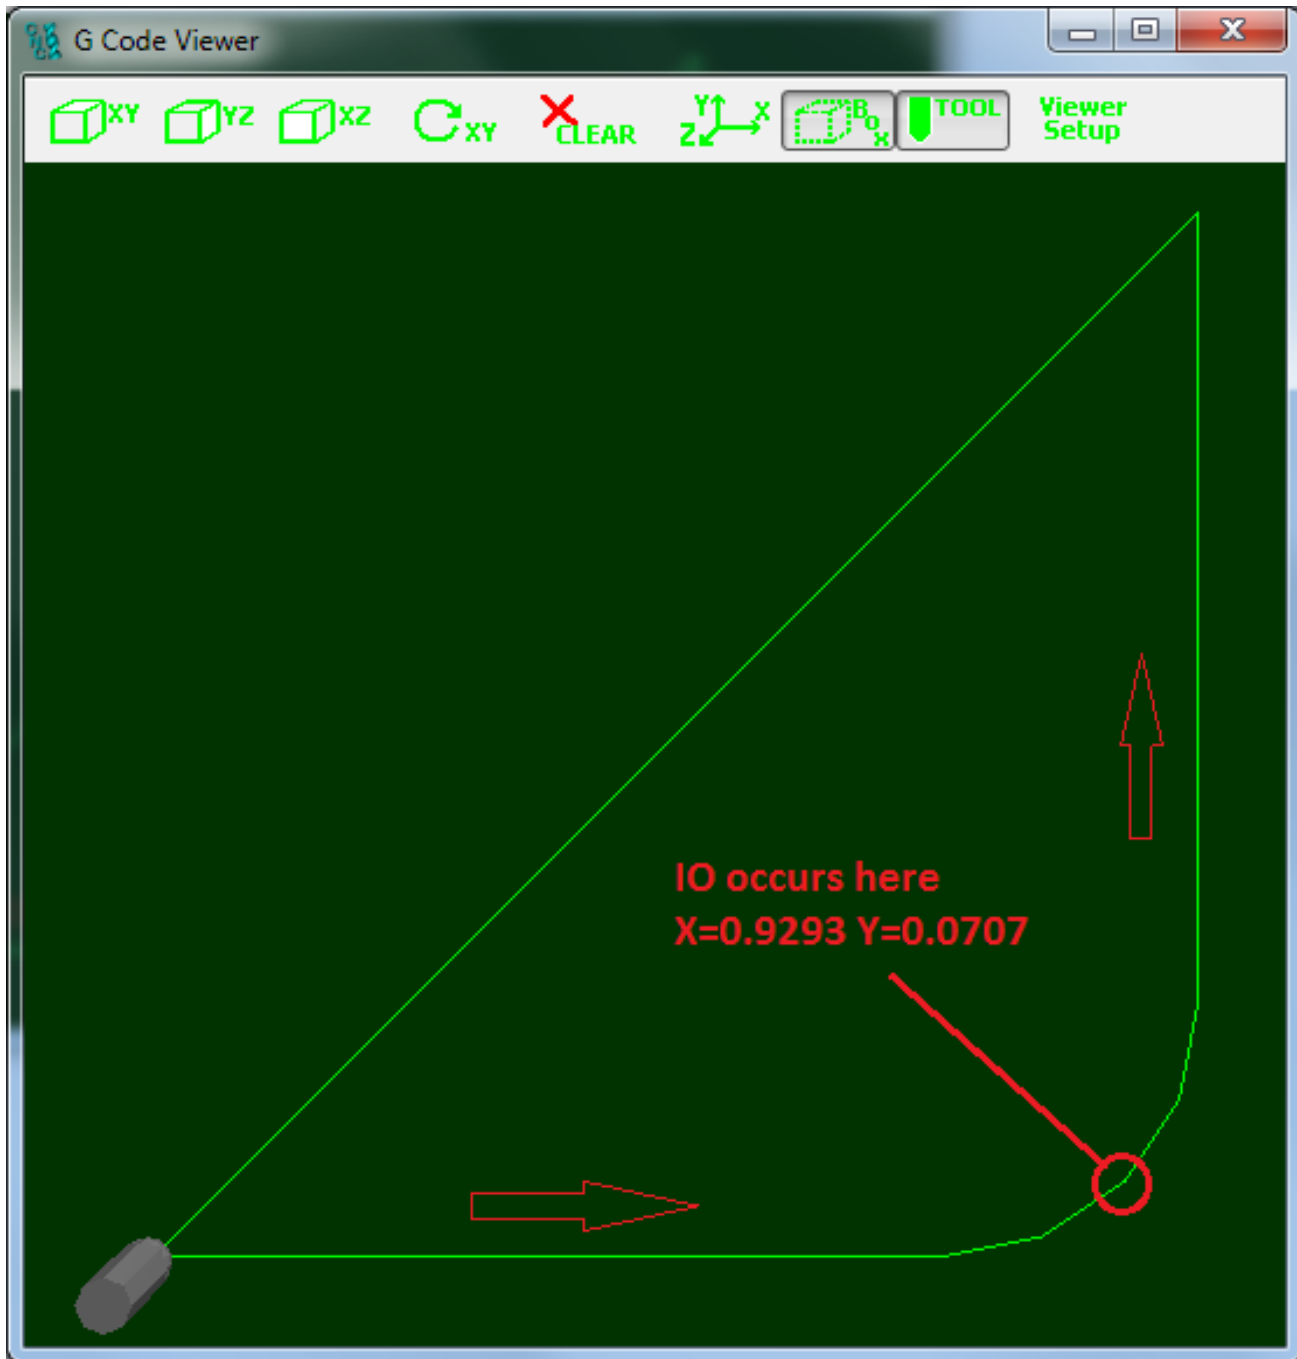 G Code Viewer
XY YZ XZ XY CLEAR Y X Z BOX TOOL Viewer Setup
IO occurs here
X=0.9293 Y=0.0707